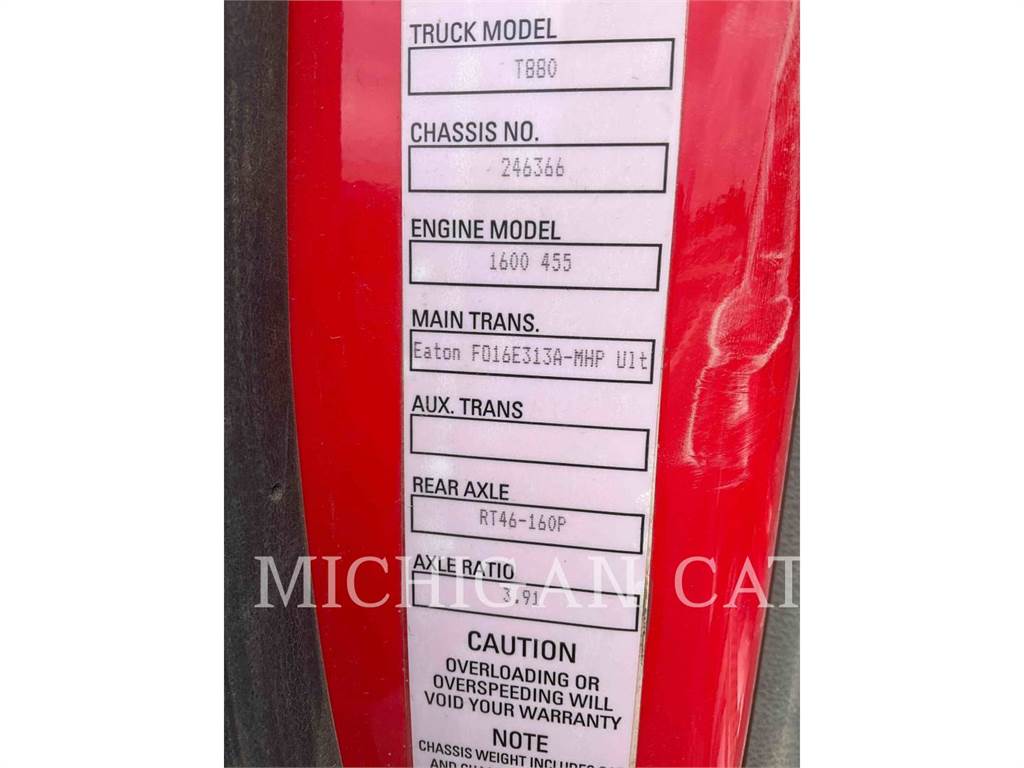 TRUCK MODEL
T880
CHASSIS NO.
246366
ENGINE MODEL
1600 455
MAIN TRANS.
Eaton FO16E313A-MHP Ult
AUX. TRANS
REAR AXLE
RT46-160P
AXLE RATIO
3.91
MICHIGAN CAT
CAUTION
OVERLOADING OR
OVERSPEEDING WILL
VOID YOUR WARRANTY
NOTE
CHASSIS WEIGHT INCLUDES